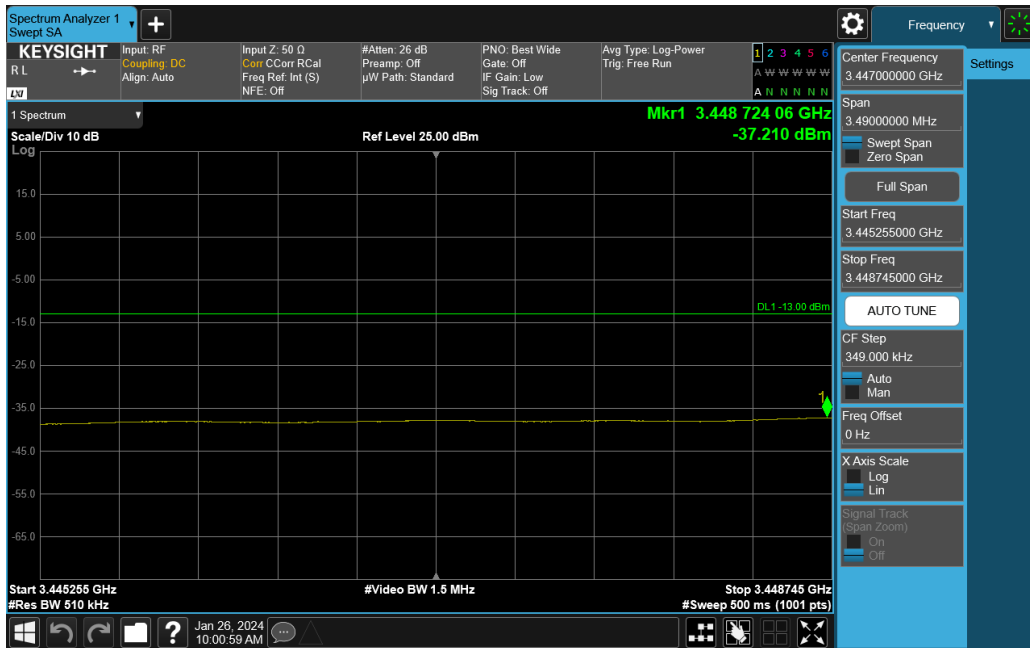 Spectrum Analyzer 1
Swept SA
Frequency
KEYSIGHT
R L
LXI
Input: RF
Coupling: DC
Align: Auto
Input Z: 50 Ω
Corr CCorr RCal
Freq Ref: Int (S)
NFE: Off
#Atten: 26 dB
Preamp: Off
µW Path: Standard
PNO: Best Wide
Gate: Off
IF Gain: Low
Sig Track: Off
Avg Type: Log-Power
Trig: Free Run
1 2 3 4 5 6
A W W W W W
A N N N N N
1 Spectrum
Scale/Div 10 dB
Log
Ref Level 25.00 dBm
Mkr1 3.448 724 06 GHz
-37.210 dBm
15.0
5.00
-5.00
-15.0
-25.0
-35.0
-45.0
-55.0
-65.0
DL1 -13.00 dBm
1
Start 3.445255 GHz
#Res BW 510 kHz
#Video BW 1.5 MHz
Stop 3.448745 GHz
#Sweep 500 ms (1001 pts)
?
Jan 26, 2024
10:00:59 AM
Center Frequency
3.447000000 GHz
Span
3.49000000 MHz
Swept Span
Zero Span
Full Span
Start Freq
3.445255000 GHz
Stop Freq
3.448745000 GHz
AUTO TUNE
CF Step
349.000 kHz
Auto
Man
Freq Offset
0 Hz
X Axis Scale
Log
Lin
Signal Track
(Span Zoom)
On
Off
Settings